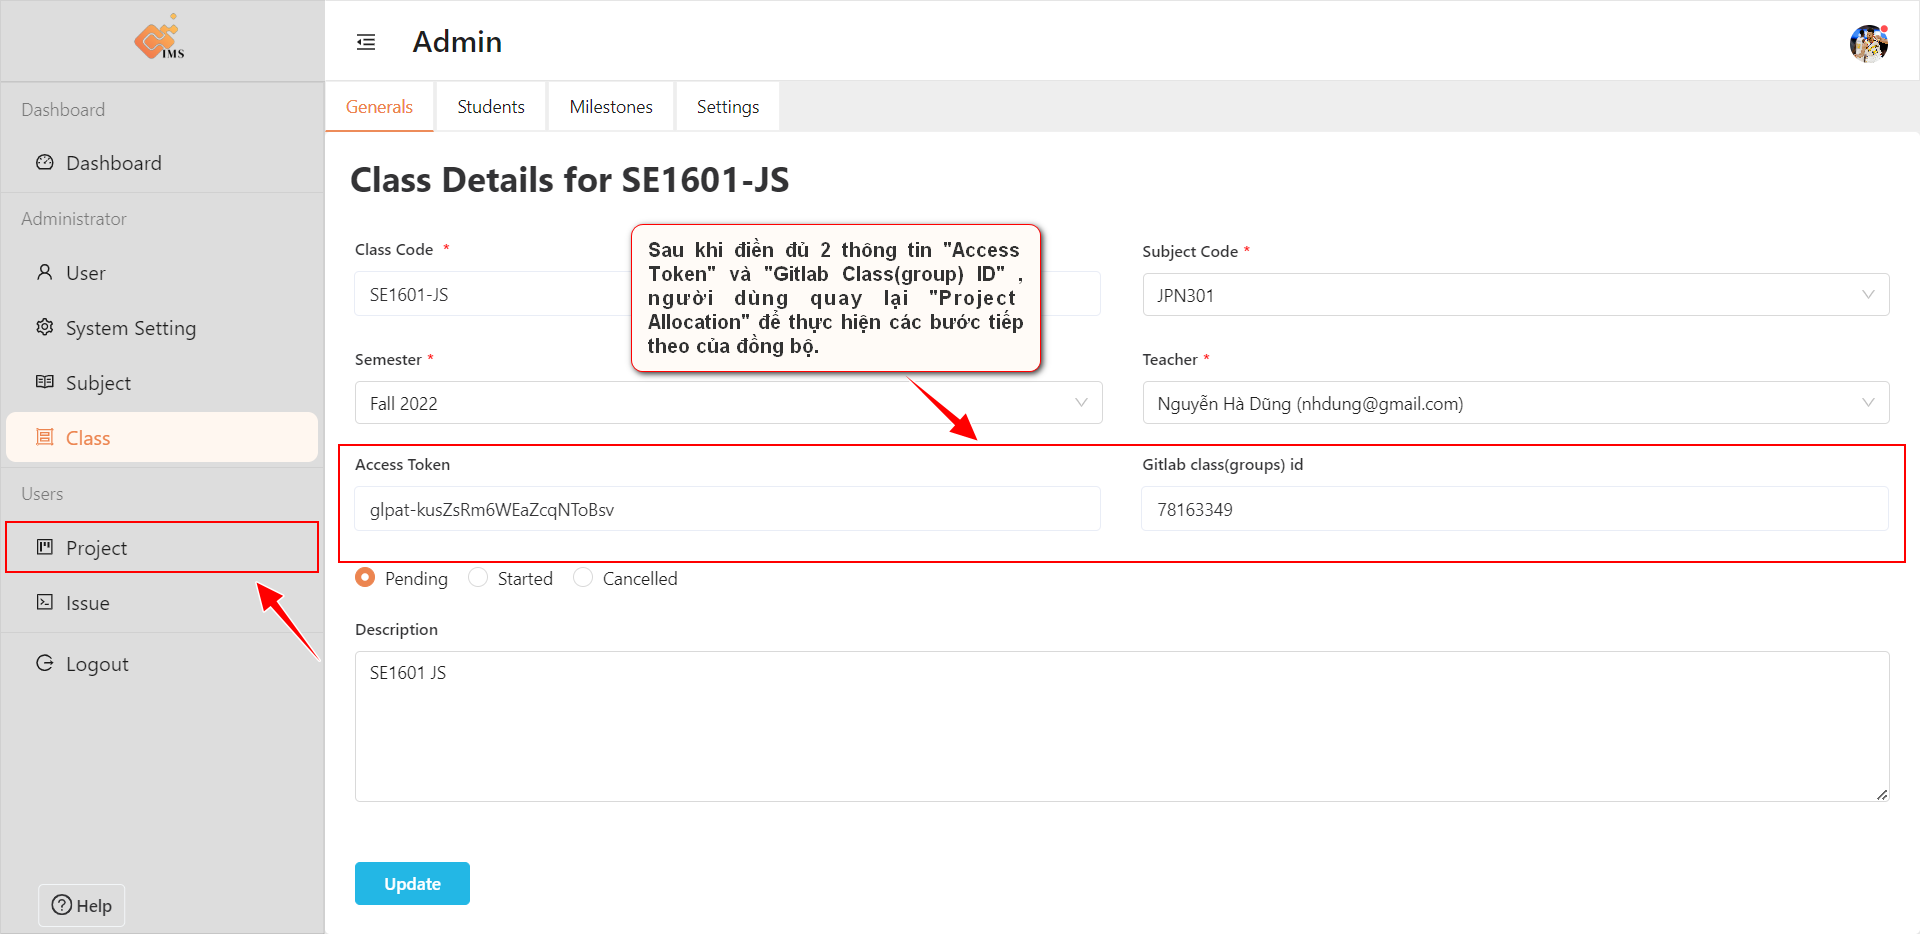 IMS
Admin
Dashboard
Dashboard
Administrator
User
System Setting
Subject
Class
Users
Project
Issue
Logout
Help
Generals
Students
Milestones
Settings
Class Details for SE1601-JS
Class Code *
SE1601-JS
Subject Code *
JPN301
Sau khi điền đủ 2 thông tin "Access
Token" và "Gitlab Class(group) ID" ,
người dùng quay lại "Project
Allocation" để thực hiện các bước tiếp
theo của đồng bộ.
Semester *
Fall 2022
Teacher *
Nguyễn Hà Dũng (nhdung@gmail.com)
Access Token
glpat-kusZsRm6WEaZcqNToBsv
Gitlab class(groups) id
78163349
Pending
Started
Cancelled
Description
SE1601 JS
Update